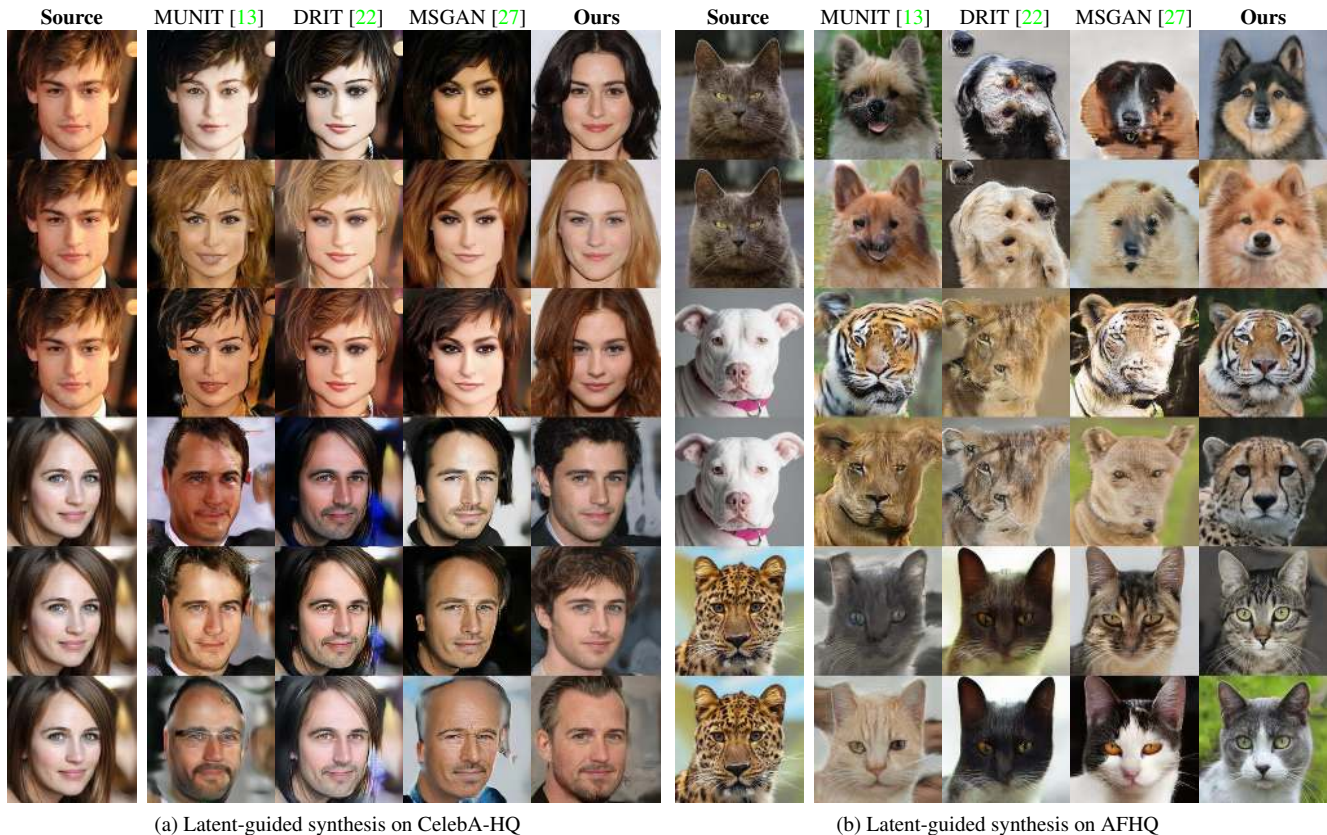 Source MUNIT [13] DRIT [22] MSGAN [27] Ours Source MUNIT [13] DRIT [22] MSGAN [27] Ours
(a) Latent-guided synthesis on CelebA-HQ
(b) Latent-guided synthesis on AFHQ